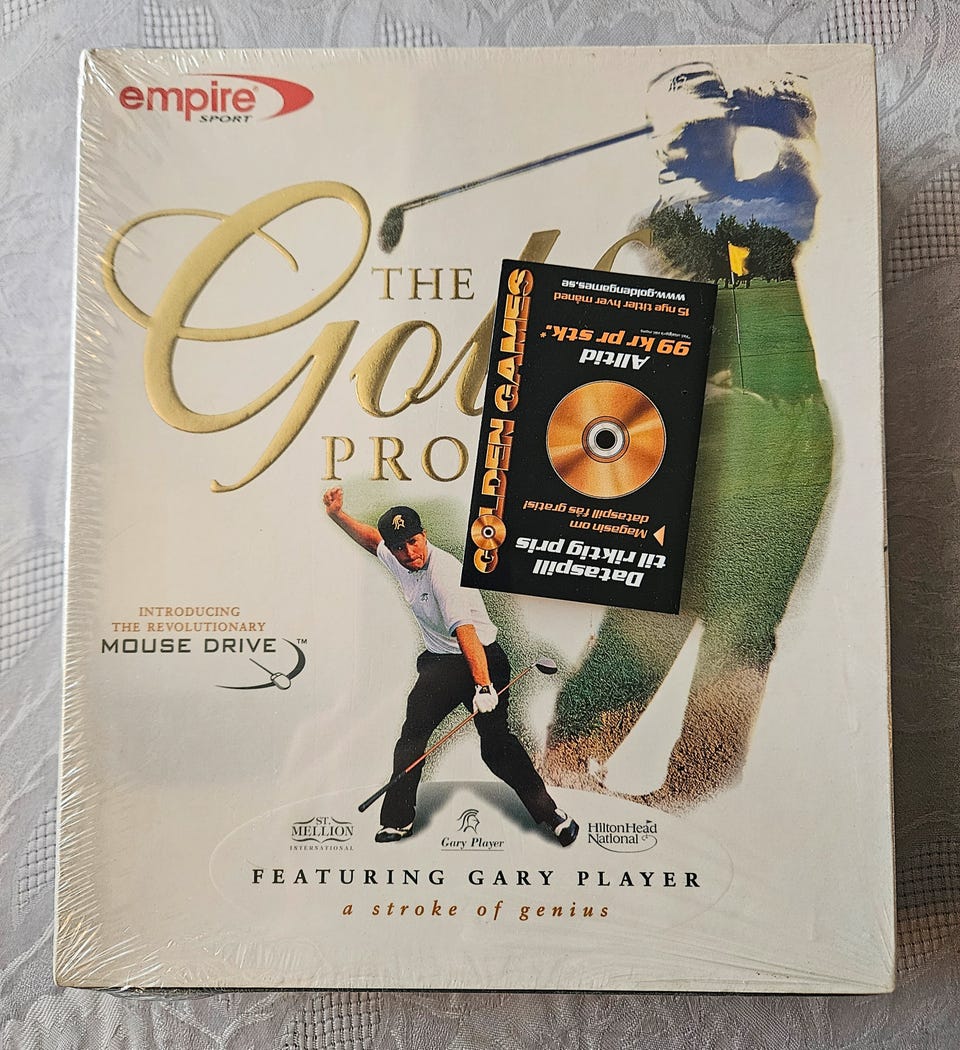 empire®
SPORT
THE
Golf
PRO
GOLDEN GAMES
Dataspill
til riktig pris
Magasin om
dataspill fås gratis!
Alltid
99 kr pr stk.*
15 nye titler hver måned
www.goldengames.se
INTRODUCING
THE REVOLUTIONARY
MOUSE DRIVE™
ST.
MELLION
INTERNATIONAL
Gary Player
HiltonHead
National
FEATURING GARY PLAYER
a stroke of genius